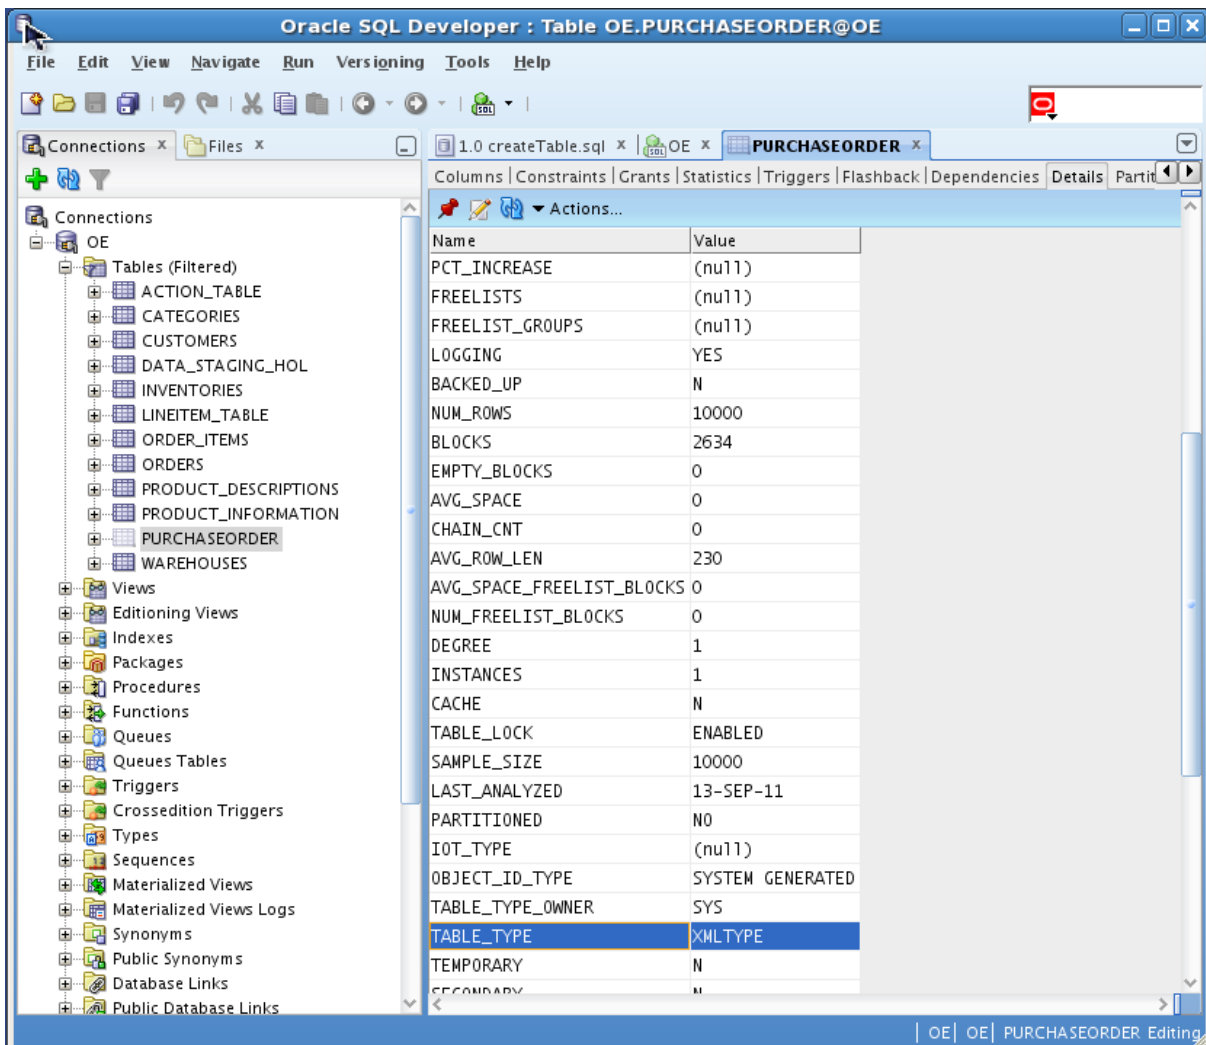 Oracle SQL Developer : Table OE.PURCHASEORDER@OE
File Edit View Navigate Run Versioning Tools Help
SQL
Connections x Files x
1.0 createTable.sql x OE x PURCHASEORDER x
Columns | Constraints | Grants | Statistics | Triggers | Flashback | Dependencies Details Partit
Actions...
Connections
OE
Tables (Filtered)
ACTION_TABLE
CATEGORIES
CUSTOMERS
DATA_STAGING_HOL
INVENTORIES
LINEITEM_TABLE
ORDER_ITEMS
ORDERS
PRODUCT_DESCRIPTIONS
PRODUCT_INFORMATION
PURCHASEORDER
WAREHOUSES
Views
Editioning Views
Indexes
Packages
Procedures
Functions
Queues
Queues Tables
Triggers
Crossedition Triggers
Types
Sequences
Materialized Views
Materialized Views Logs
Synonyms
Public Synonyms
Database Links
Public Database Links
Name Value
PCT_INCREASE (null)
FREELISTS (null)
FREELIST_GROUPS (null)
LOGGING YES
BACKED_UP N
NUM_ROWS 10000
BLOCKS 2634
EMPTY_BLOCKS 0
AVG_SPACE 0
CHAIN_CNT 0
AVG_ROW_LEN 230
AVG_SPACE_FREELIST_BLOCKS 0
NUM_FREELIST_BLOCKS 0
DEGREE 1
INSTANCES 1
CACHE N
TABLE_LOCK ENABLED
SAMPLE_SIZE 10000
LAST_ANALYZED 13-SEP-11
PARTITIONED NO
IOT_TYPE (null)
OBJECT_ID_TYPE SYSTEM GENERATED
TABLE_TYPE_OWNER SYS
TABLE_TYPE XMLTYPE
TEMPORARY N
SECONDARY N
OE| OE| PURCHASEORDER Editing